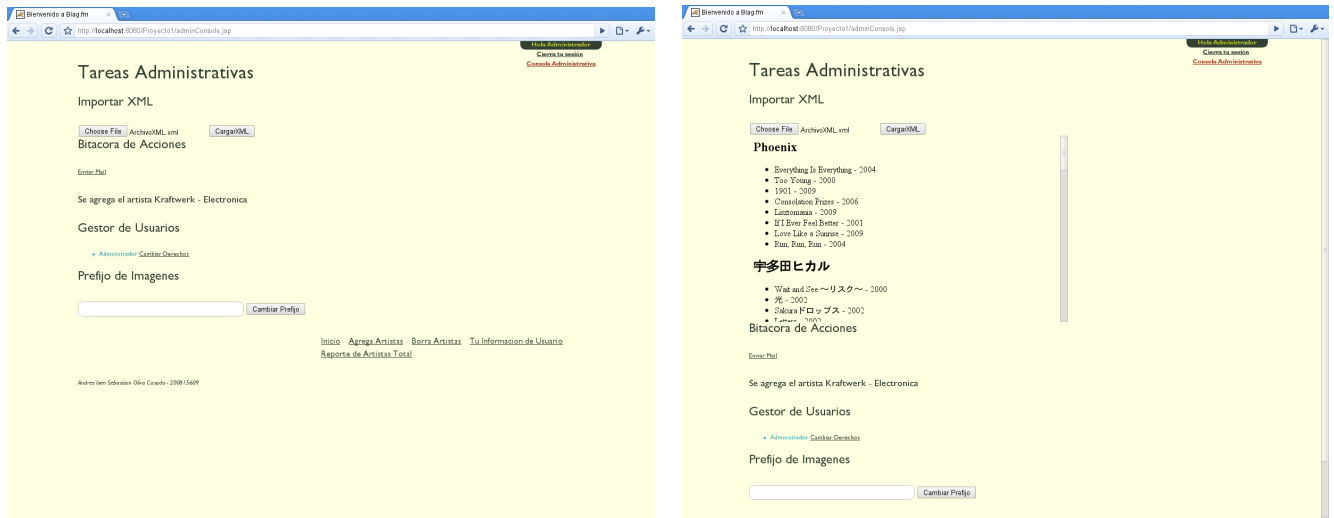 Bienvenido a Blag.fm
http://localhost:8080/Proyecto1/adminConsole.jsp
Hola Administrador
Cierra tu sesión
Consola Administrativa
Tareas Administrativas
Importar XML
Choose File ArchivoXML.xml CargarXML
Bitacora de Acciones
Enviar Mail
Se agrega el artista Kraftwerk - Electronica
Gestor de Usuarios
Administrador Cambiar Derechos
Prefijo de Imagenes
Cambiar Prefijo
Inicio Agrega Artistas Borra Artistas Tu Informacion de Usuario
Reporte de Artistas Total
Sebastian Oliva - 200815609
Bienvenido a Blag.fm
http://localhost:8080/Proyecto1/adminConsole.jsp
Hola Administrador
Cierra tu sesión
Consola Administrativa
Tareas Administrativas
Importar XML
Choose File ArchivoXML.xml CargarXML
Phoenix
Everything Is Everything - 2004
Too Young - 2000
1901 - 2009
Consolation Prizes - 2006
Lisztomania - 2009
If I Ever Feel Better - 2001
Love Like a Sunrise - 2009
Run, Run, Run - 2004
宇多田ヒカル
Wait and See 〜リスク〜 - 2000
光 - 2002
Sakuraドロップス - 2002
Letters - 2002
Bitacora de Acciones
Enviar Mail
Se agrega el artista Kraftwerk - Electronica
Gestor de Usuarios
Administrador Cambiar Derechos
Prefijo de Imagenes
Cambiar Prefijo